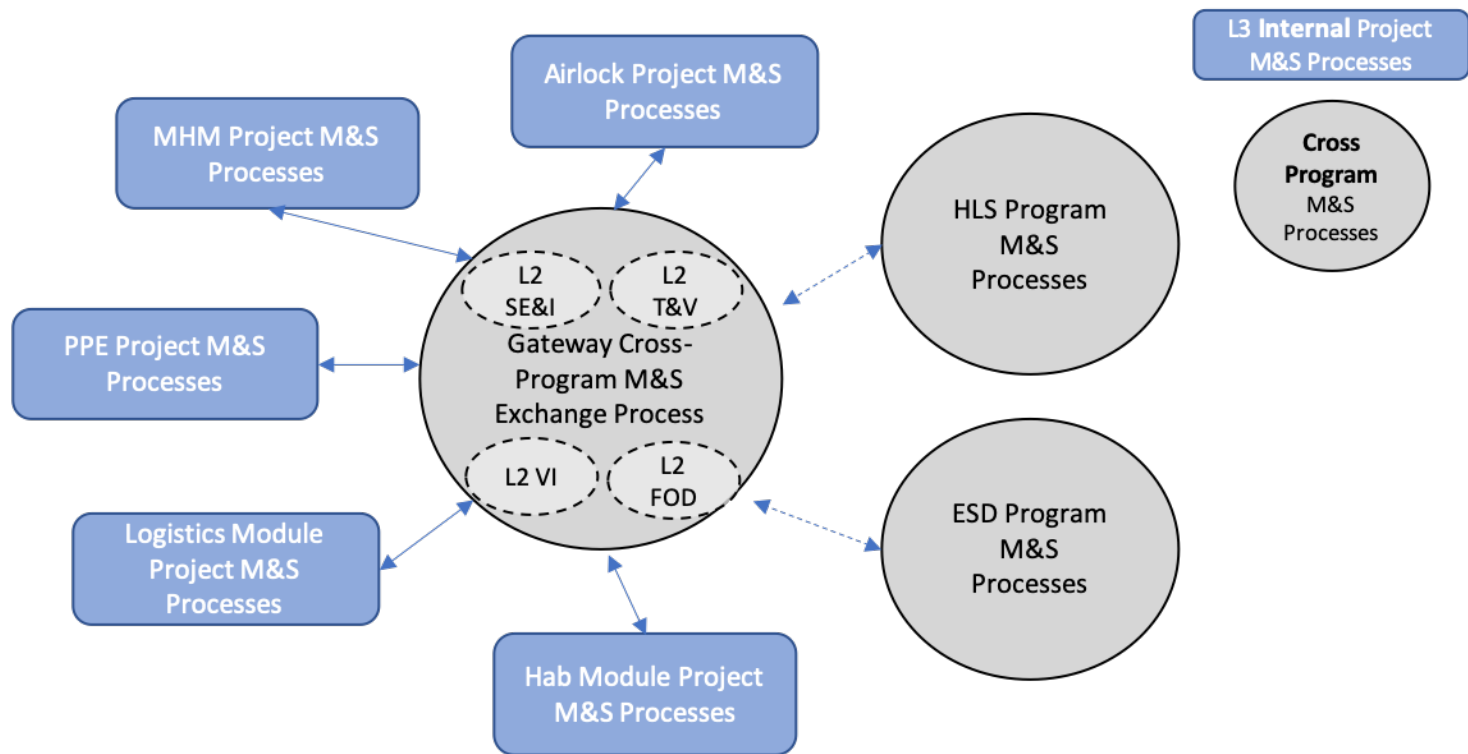 Airlock Project M&S
Processes
MHM Project M&S
Processes
PPE Project M&S
Processes
Logistics Module
Project M&S
Processes
Hab Module Project
M&S Processes
L2
SE&I
L2
T&V
Gateway Cross-
Program M&S
Exchange Process
L2 VI
L2
FOD
HLS Program
M&S
Processes
ESD Program
M&S
Processes
L3 Internal Project
M&S Processes
Cross
Program
M&S
Processes